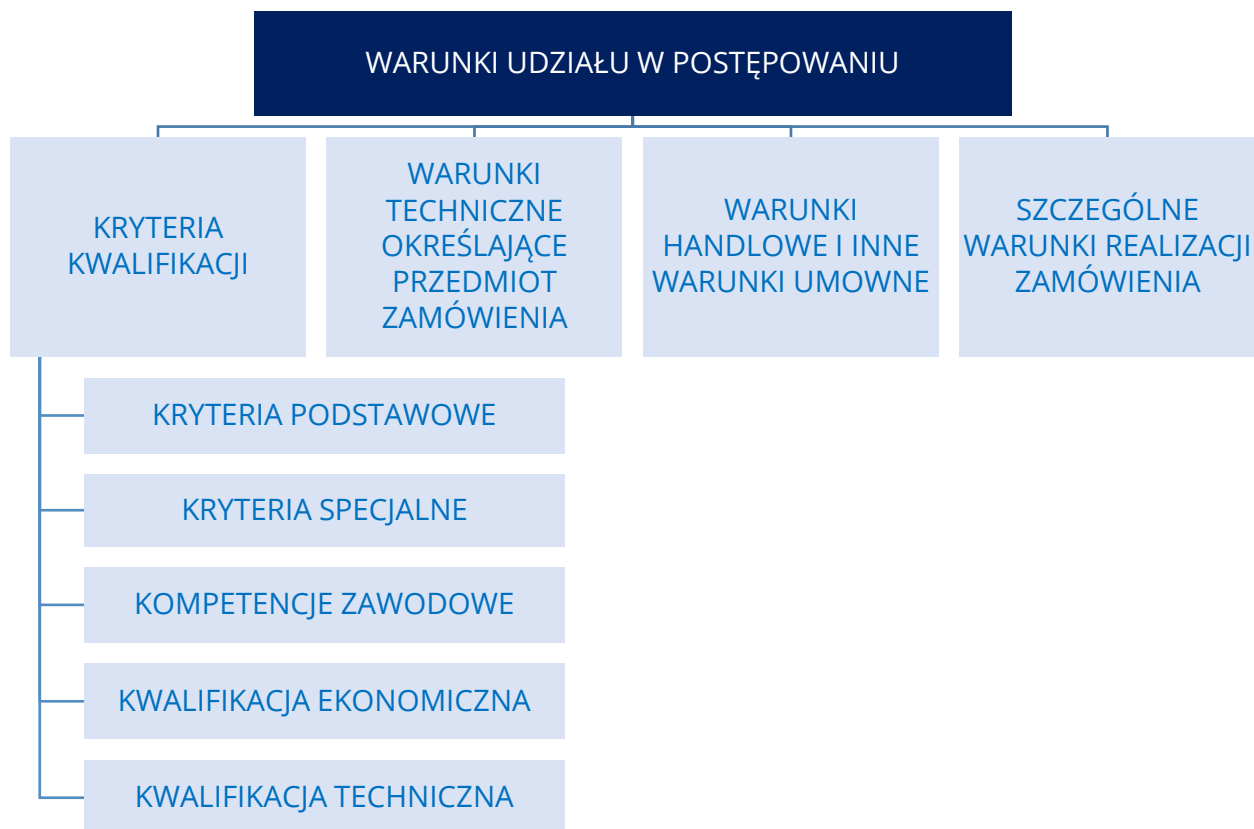 WARUNKI UDZIAŁU W POSTĘPOWANIU
KRYTERIA
KWALIFIKACJI
WARUNKI
TECHNICZNE
OKREŚLAJĄCE
PRZEDMIOT
ZAMÓWIENIA
WARUNKI
HANDLOWE I INNE
WARUNKI UMOWNE
SZCZEGÓLNE
WARUNKI REALIZACJI
ZAMÓWIENIA
KRYTERIA PODSTAWOWE
KRYTERIA SPECJALNE
KOMPETENCJE ZAWODOWE
KWALIFIKACJA EKONOMICZNA
KWALIFIKACJA TECHNICZNA